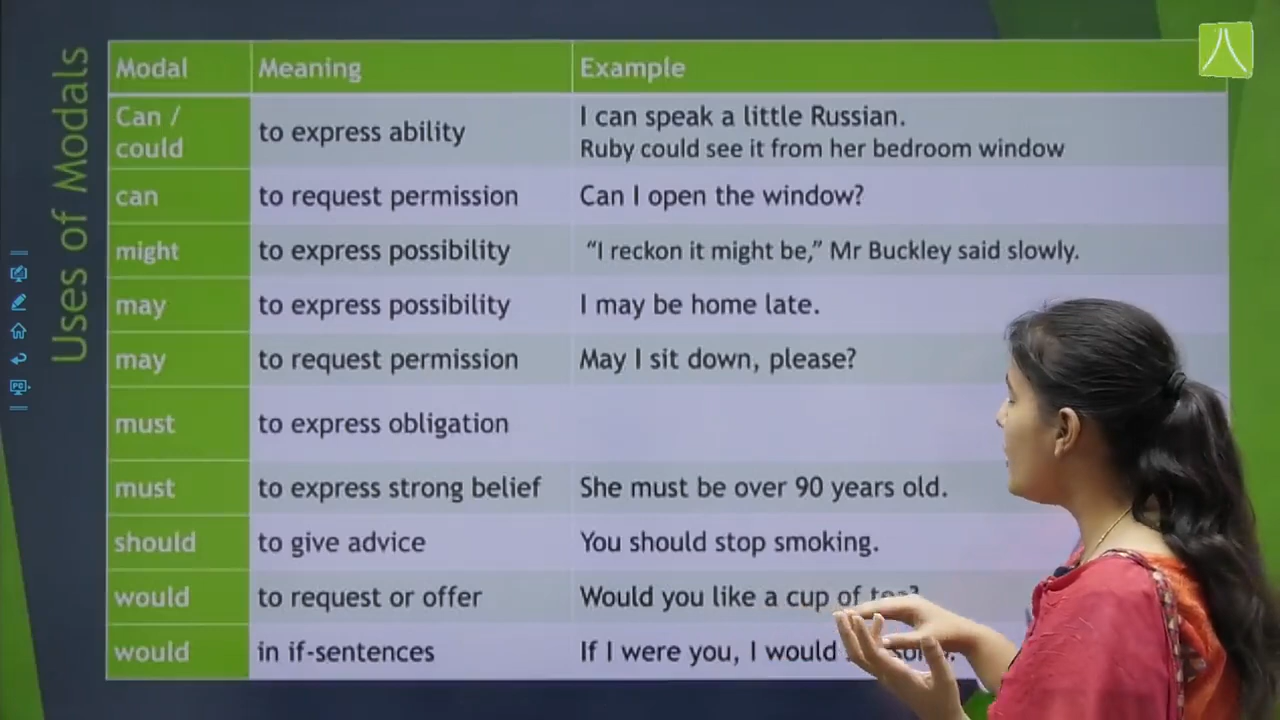 Uses of Modals
Modal Meaning Example
Can / could to express ability I can speak a little Russian.
Ruby could see it from her bedroom window
can to request permission Can I open the window?
might to express possibility “I reckon it might be,” Mr Buckley said slowly.
may to express possibility I may be home late.
may to request permission May I sit down, please?
must to express obligation
must to express strong belief She must be over 90 years old.
should to give advice You should stop smoking.
would to request or offer Would you like a cup of
would in if-sentences If I were you, I would
PC